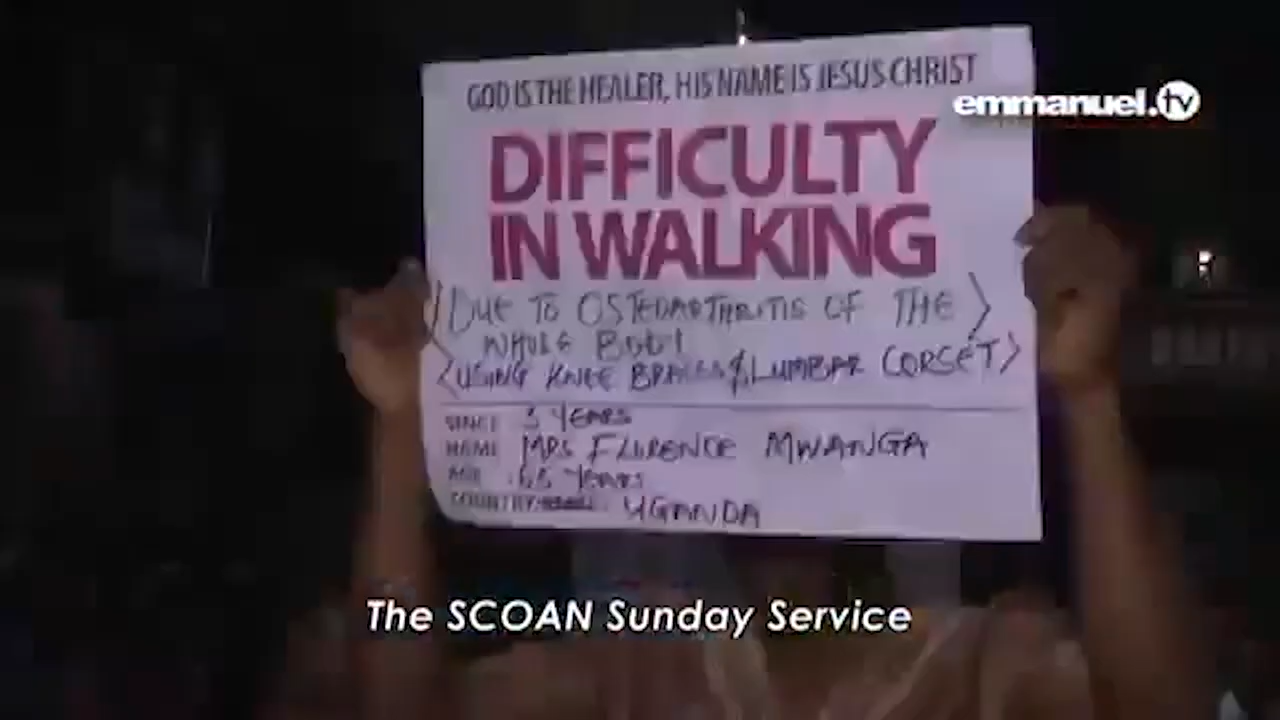 GOD IS THE HEALER, HIS NAME IS JESUS CHRIST
emmanuel.tv
DIFFICULTY
IN WALKING
<DUE TO OSTEOARTHRITIS OF THE
WHOLE BODY>
<USING KNEE BRACES & LUMBAR CORSET>
SINCE 3 YEARS
NAME MRS FLORENCE MWANGA
AGE 65 YEARS
COUNTRY UGANDA
The SCOAN Sunday Service